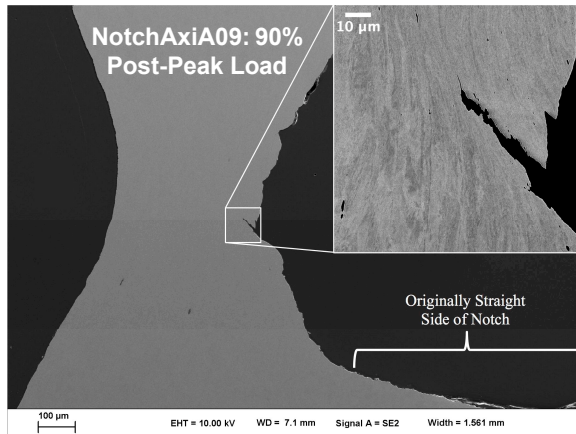 NotchAxiA09: 90%
Post-Peak Load
10 µm
Originally Straight
Side of Notch
100 µm
EHT = 10.00 kV WD = 7.1 mm Signal A = SE2 Width = 1.561 mm